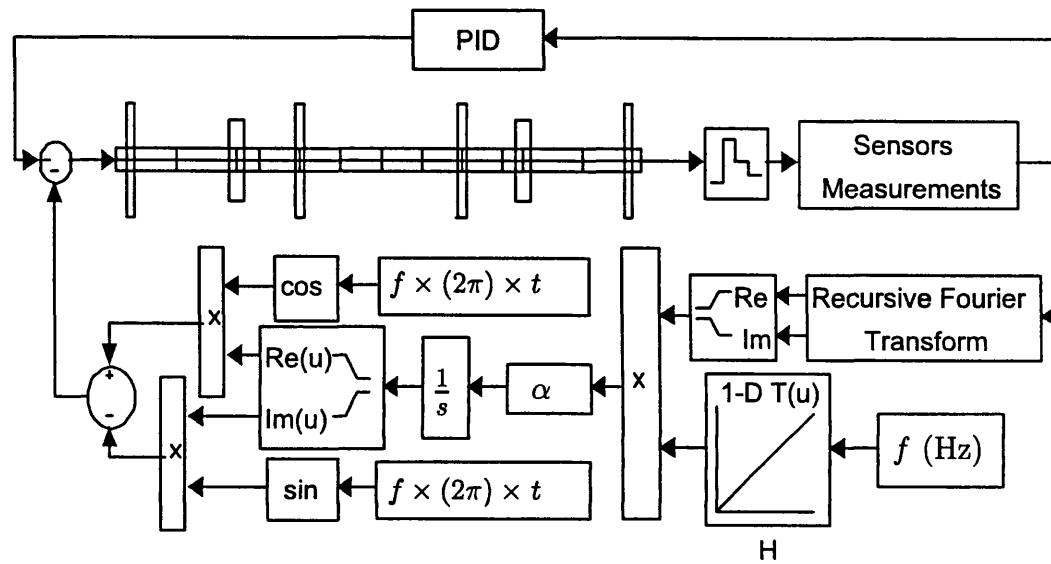 PID
-
-
Sensors
Measurements
cos
f × (2π) × t
x
Re(u)
Im(u)
1/s
α
x
Re
Im
Recursive Fourier
Transform
+
-
x
1-D T(u)
f (Hz)
sin
f × (2π) × t
H